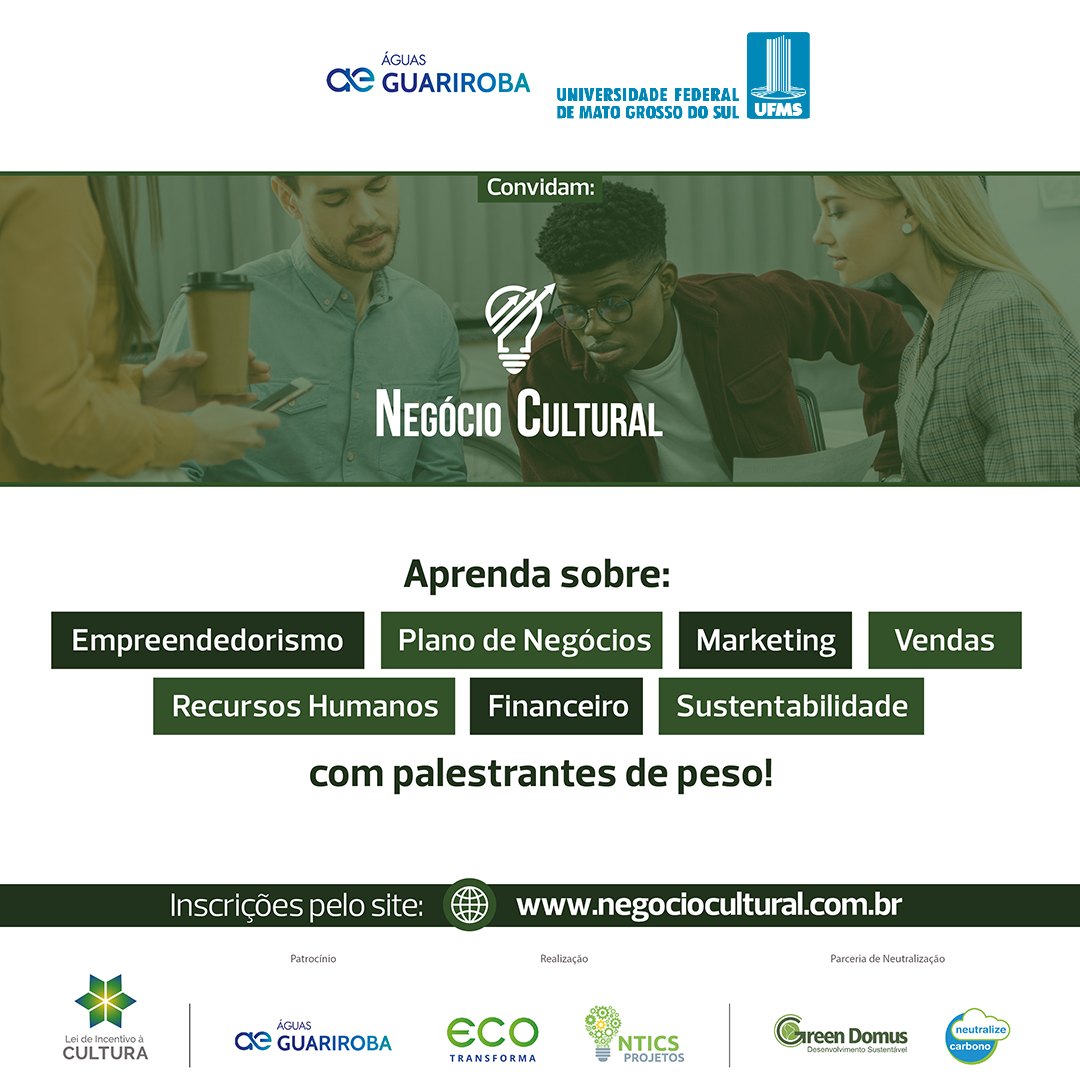 ÁGUAS
ae GUARIROBA
UNIVERSIDADE FEDERAL
DE MATO GROSSO DO SUL
UFMS
Convidam:
NEGÓCIO CULTURAL
Aprenda sobre:
Empreendedorismo Plano de Negócios Marketing Vendas
Recursos Humanos Financeiro Sustentabilidade
com palestrantes de peso!
Inscrições pelo site: www.negociocultural.com.br
Patrocínio Realização Parceria de Neutralização
Lei de Incentivo à
CULTURA
ÁGUAS
ae GUARIROBA
ECO
TRANSFORMA
NTICS
PROJETOS
Green Domus
Desenvolvimento Sustentável
neutralize
carbono